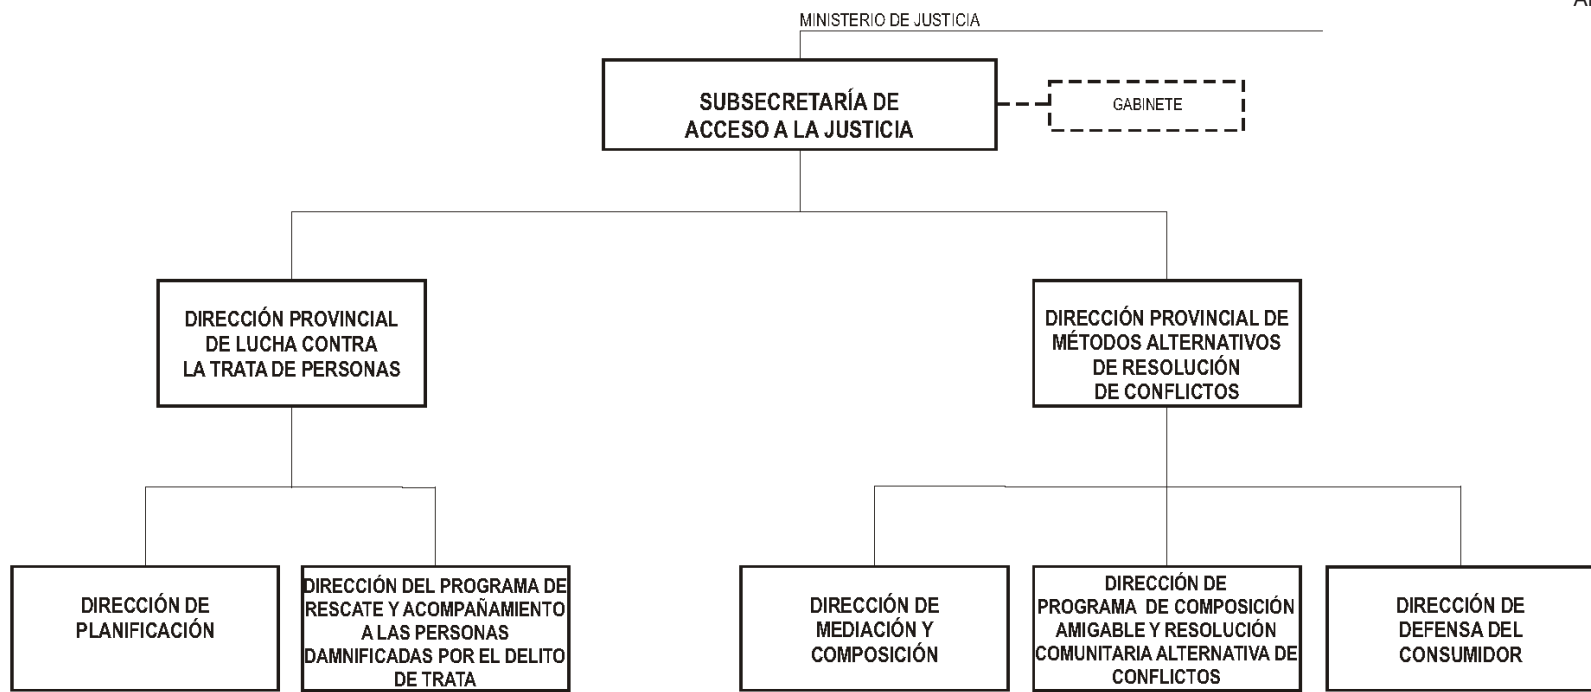 MINISTERIO DE JUSTICIA
SUBSECRETARÍA DE
ACCESO A LA JUSTICIA
GABINETE
DIRECCIÓN PROVINCIAL
DE LUCHA CONTRA
LA TRATA DE PERSONAS
DIRECCIÓN PROVINCIAL DE
MÉTODOS ALTERNATIVOS
DE RESOLUCIÓN
DE CONFLICTOS
DIRECCIÓN DE
PLANIFICACIÓN
DIRECCIÓN DEL PROGRAMA DE
RESCATE Y ACOMPAÑAMIENTO
A LAS PERSONAS
DAMNIFICADAS POR EL DELITO
DE TRATA
DIRECCIÓN DE
MEDIACIÓN Y
COMPOSICIÓN
DIRECCIÓN DE
PROGRAMA DE COMPOSICIÓN
AMIGABLE Y RESOLUCIÓN
COMUNITARIA ALTERNATIVA DE
CONFLICTOS
DIRECCIÓN DE
DEFENSA DEL
CONSUMIDOR